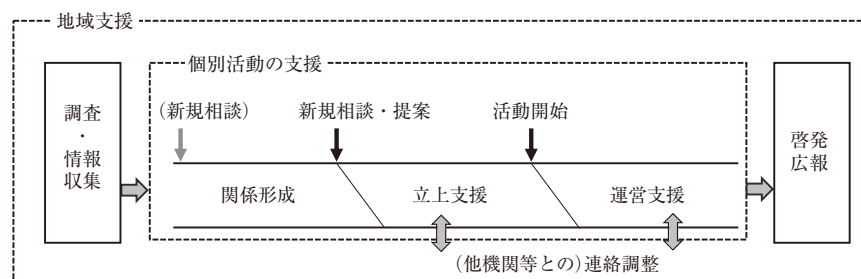 地域支援
個別活動の支援
調査
・
情報
収集
(新規相談)
新規相談・提案
活動開始
関係形成
立上支援
運営支援
(他機関等との)連絡調整
啓発
広報